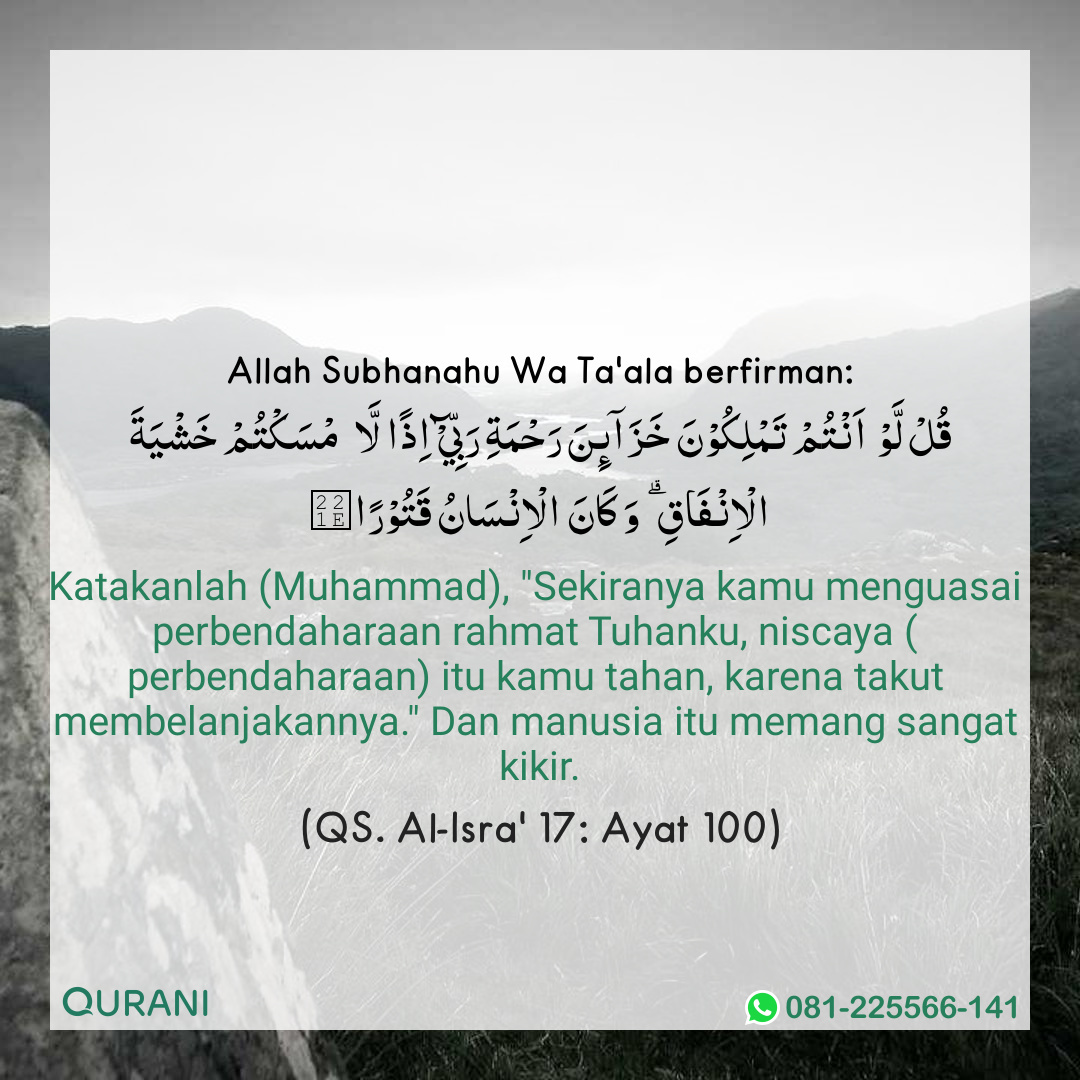 Allah Subhanahu Wa Ta'ala berfirman:
قُلْ لَّوْ اَنْتُمْ تَمْلِكُوْنَ خَزَآئِنَ رَحْمَةِ رَبِّيْۤ اِذًا لَّا مْسَكْتُمْ خَشْيَةَ
الْاِنْفَاقِ ۗ وَكَانَ الْاِنْسَانُ قَتُوْرًا
Katakanlah (Muhammad), "Sekiranya kamu menguasai
perbendaharaan rahmat Tuhanku, niscaya (
perbendaharaan) itu kamu tahan, karena takut
membelanjakannya." Dan manusia itu memang sangat
kikir.
(QS. Al-Isra' 17: Ayat 100)
QURANI
081-225566-141